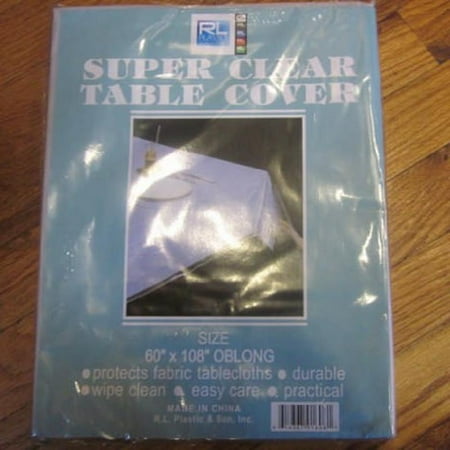 RL
PLASTIC
SUPER CLEAR
TABLE COVER
SIZE
60" x 108" OBLONG
protects fabric tablecloths • durable
wipe clean • easy care • practical
MADE IN CHINA
R.L. Plastic & Son, Inc.